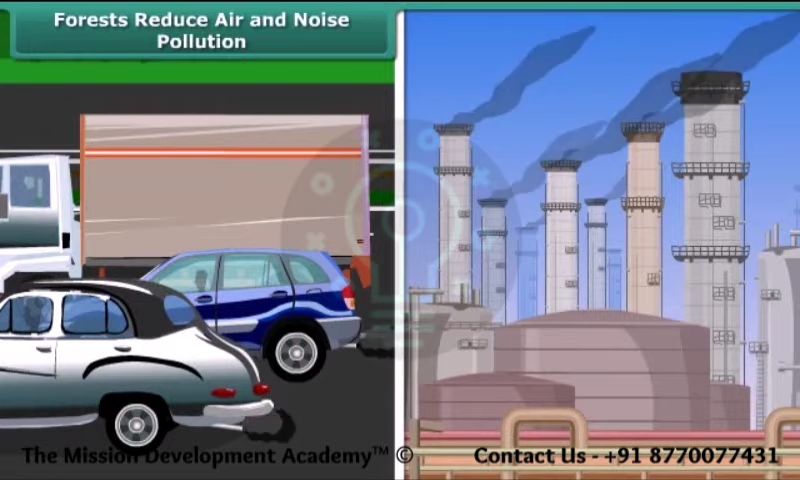 Forests Reduce Air and Noise
Pollution
The Mission Development Academy™ ©
Contact Us - +91 8770077431